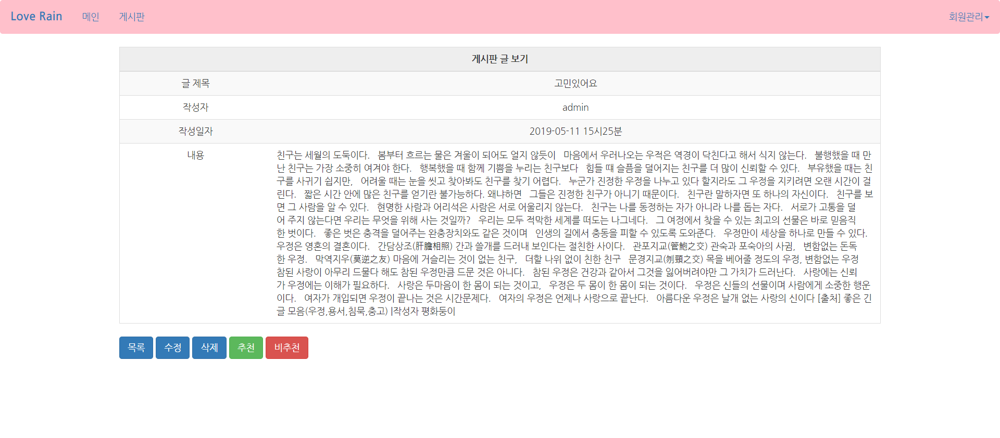 Love Rain 메인 게시판 회원관리
게시판 글 보기
글 제목 고민있어요
작성자 admin
작성일자 2019-05-11 15시25분
내용 친구는 세월의 도둑이다. 봄부터 흐르는 물은 겨울이 되어도 얼지 않듯이 마음에서 우러나오는 우적은 역경이 닥친다고 해서 식지 않는다. 불행했을 때 만
난 친구는 가장 소중히 여겨야 한다. 행복했을 때 함께 기쁨을 누리는 친구보다 힘들 떄 슬픔을 덜어지는 친구를 더 많이 신뢰할 수 있다. 부유했을 때는 친
구를 사귀기 쉽지만, 어려울 때는 눈을 씻고 찾아봐도 친구를 찾기 어렵다. 누군가 진정한 우정을 나누고 있다 할지라도 그 우정을 지키려면 오랜 시간이 걸
린다. 짧은 시간 안에 많은 친구를 얻기란 불가능하다. 왜냐하면 그들은 진정한 친구가 아니기 때문이다. 친구란 말하자면 또 하나의 자신이다. 친구를 보
면 그 사람을 알 수 있다. 현명한 사람과 어리석은 사람은 서로 어울리지 않는다. 친구는 나를 동정하는 자가 아니라 나를 돕는 자다. 서로가 고통을 덜
어 주지 않는다면 우리는 무엇을 위해 사는 것일까? 우리는 모두 적막한 세계를 떠도는 나그네다. 그 여정에서 찾을 수 있는 최고의 선물은 바로 믿음직
한 벗이다. 좋은 벗은 충격을 덜어주는 완충장치와도 같은 것이며 인생의 길에서 충동을 피할 수 있도록 도와준다. 우정만이 세상을 하나로 만들 수 있다.
우정은 영혼의 결혼이다. 간담상조(肝膽相照) 간과 쓸개를 드러내 보인다는 절친한 사이다. 관포지교(管鮑之交) 관숙과 포숙아의 사귐, 변함없는 돈독
한 우정. 막역지우(莫逆之友) 마음에 거슬리는 것이 없는 친구, 더할 나위 없이 친한 친구 문경지교(刎頸之交) 목을 베어줄 정도의 우정, 변함없는 우정
참된 사랑이 아무리 드물다 해도 참된 우정만큼 드문 것은 아니다. 참된 우정은 건강과 같아서 그것을 잃어버려야만 그 가치가 드러난다. 사랑에는 신뢰
가 우정에는 이해가 필요하다. 사랑은 두마음이 한 몸이 되는 것이고, 우정은 두 몸이 한 몸이 되는 것이다. 우정은 신들의 선물이며 사람에게 소중한 행운
이다. 여자가 개입되면 우정이 끝나는 것은 시간문제다. 여자의 우정은 언제나 사랑으로 끝난다. 아름다운 우정은 날개 없는 사랑의 신이다 [출처] 좋은 긴
글 모음(우정,용서,침묵,충고) |작성자 평화둥이
목록 수정 삭제 추천 비추천